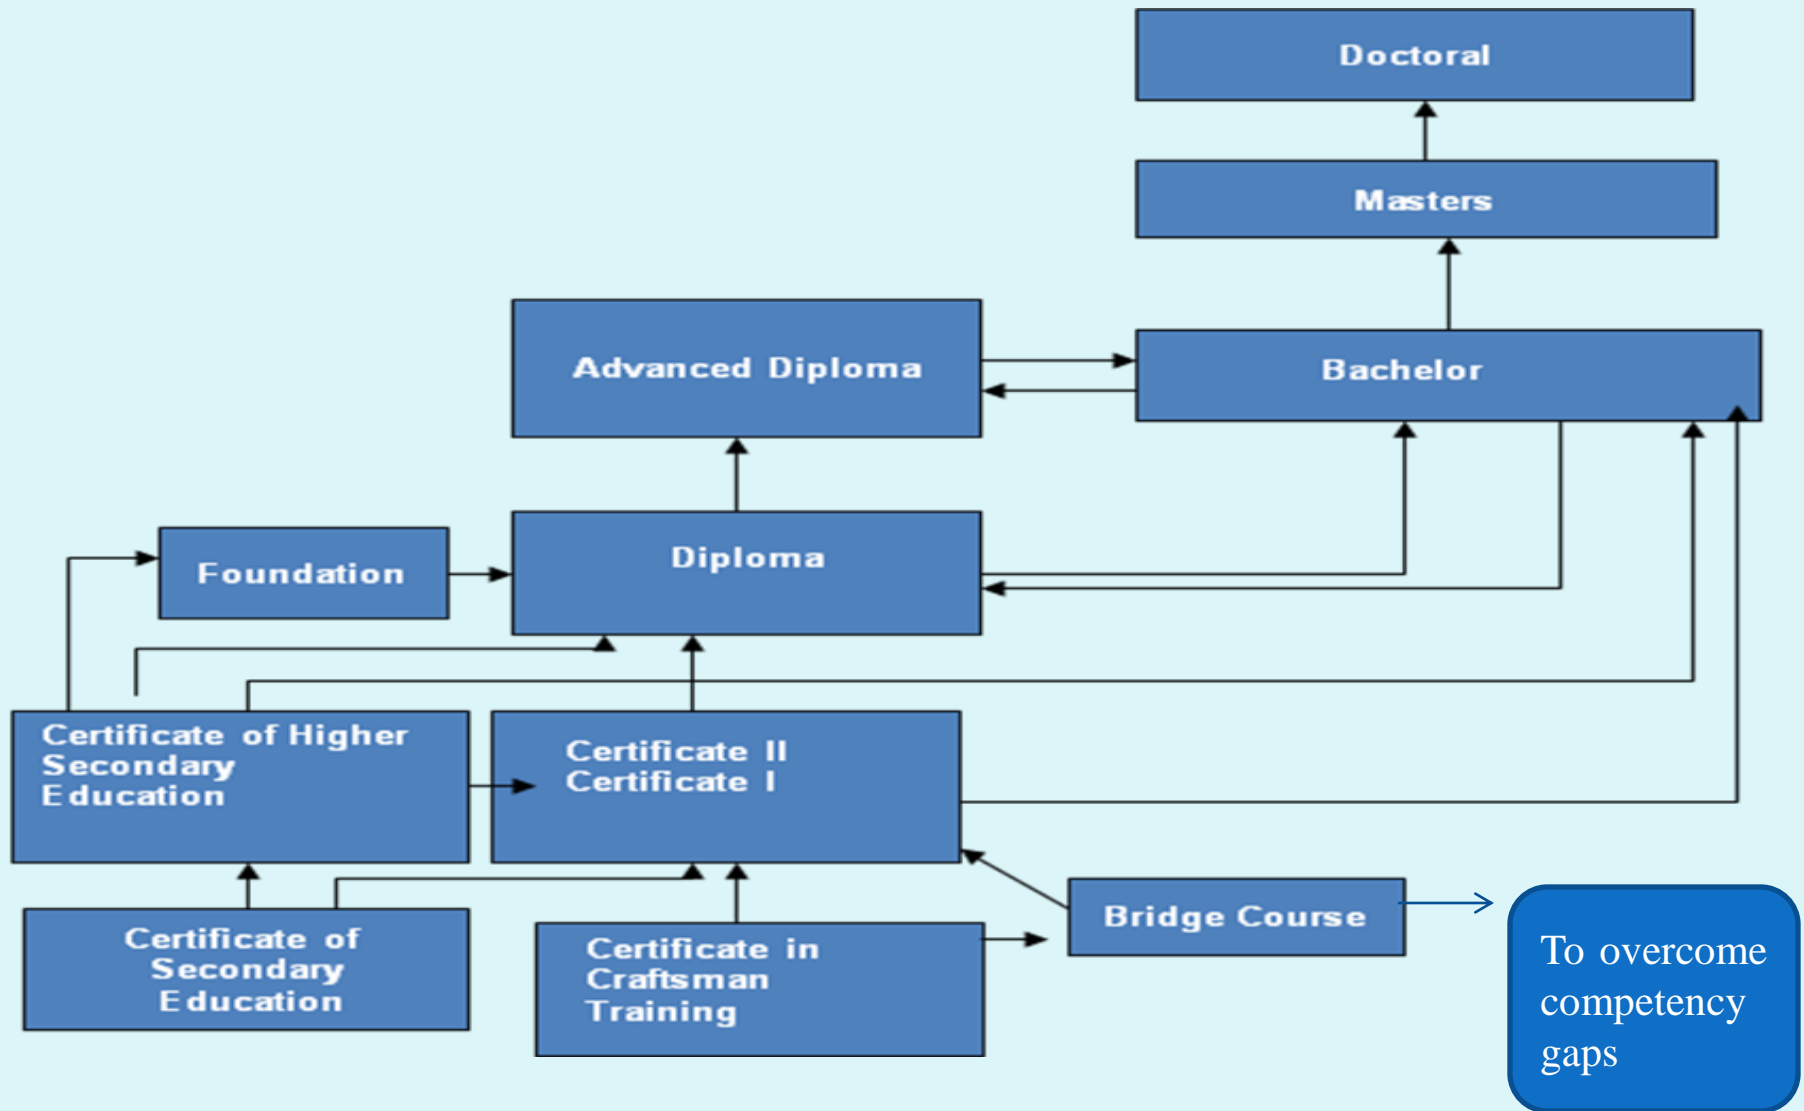 Doctoral
Masters
Advanced Diploma
Bachelor
Foundation
Diploma
Certificate of Higher
Secondary
Education
Certificate II
Certificate I
Certificate of
Secondary
Education
Certificate in
Craftsman
Training
Bridge Course
To overcome
competency
gaps